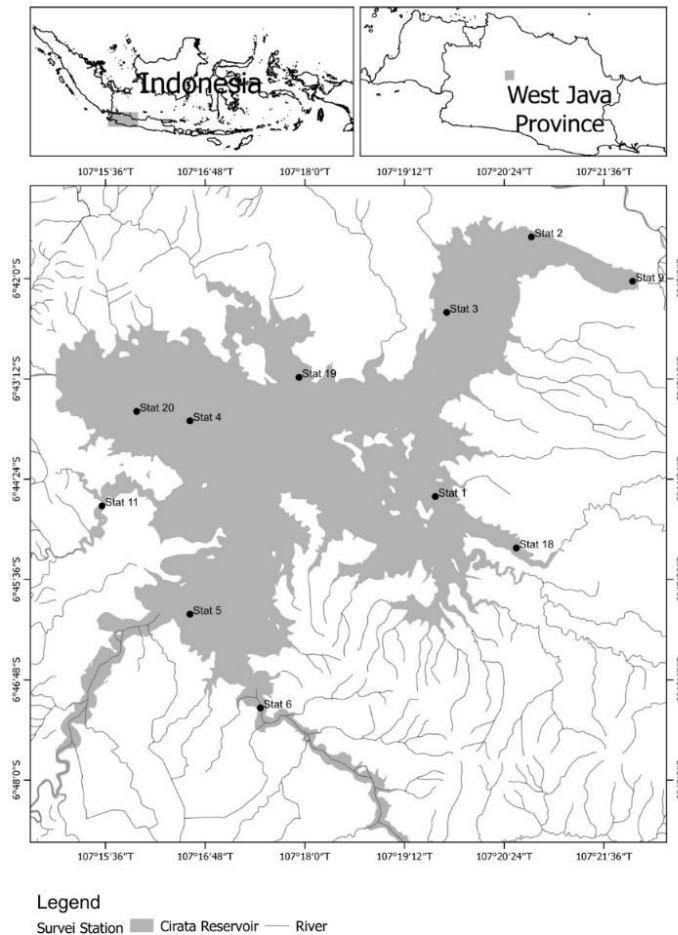 Indonesia
West Java
Province
107°15'36"T 107°16'48"T 107°18'0"T 107°19'12"T 107°20'24"T 107°21'36"T
Stat 2
6°42'0"S
Stat 9
Stat 3
6°43'12"S
Stat 19
Stat 20
Stat 4
6°44'24"S
Stat 1
Stat 11
Stat 18
6°45'36"S
Stat 5
6°46'48"S
Stat 6
6°48'0"S
107°15'36"T 107°16'48"T 107°18'0"T 107°19'12"T 107°20'24"T 107°21'36"T
Legend
Survei Station Cirata Reservoir River